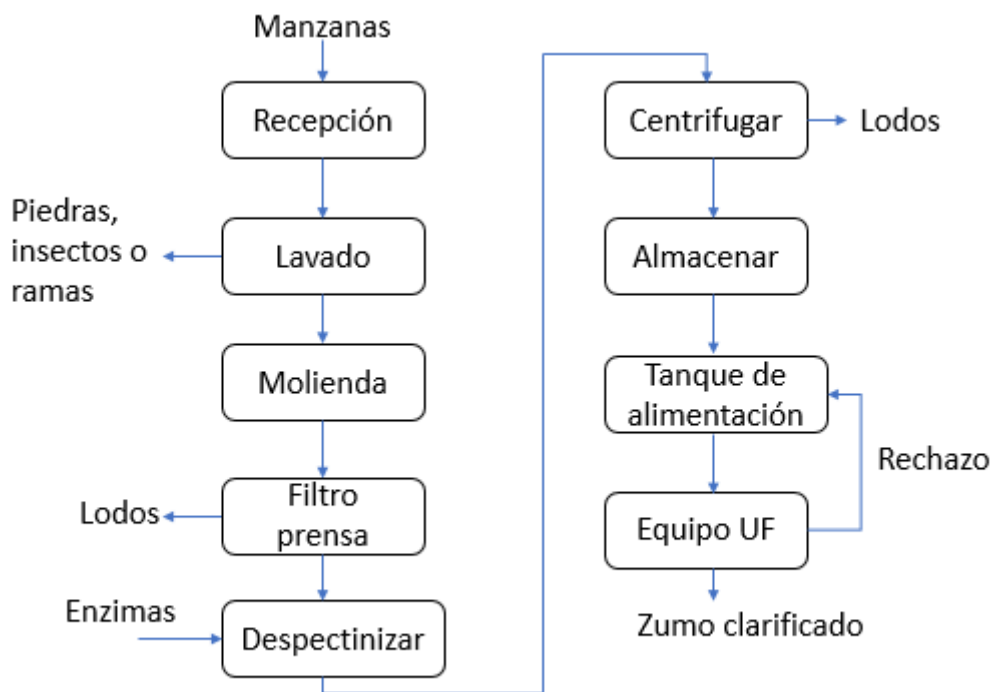 Manzanas
Recepción
Piedras,
insectos o
ramas
Lavado
Molienda
Lodos
Filtro
prensa
Enzimas
Despectinizar
Centrifugar
Lodos
Almacenar
Tanque de
alimentación
Rechazo
Equipo UF
Zumo clarificado